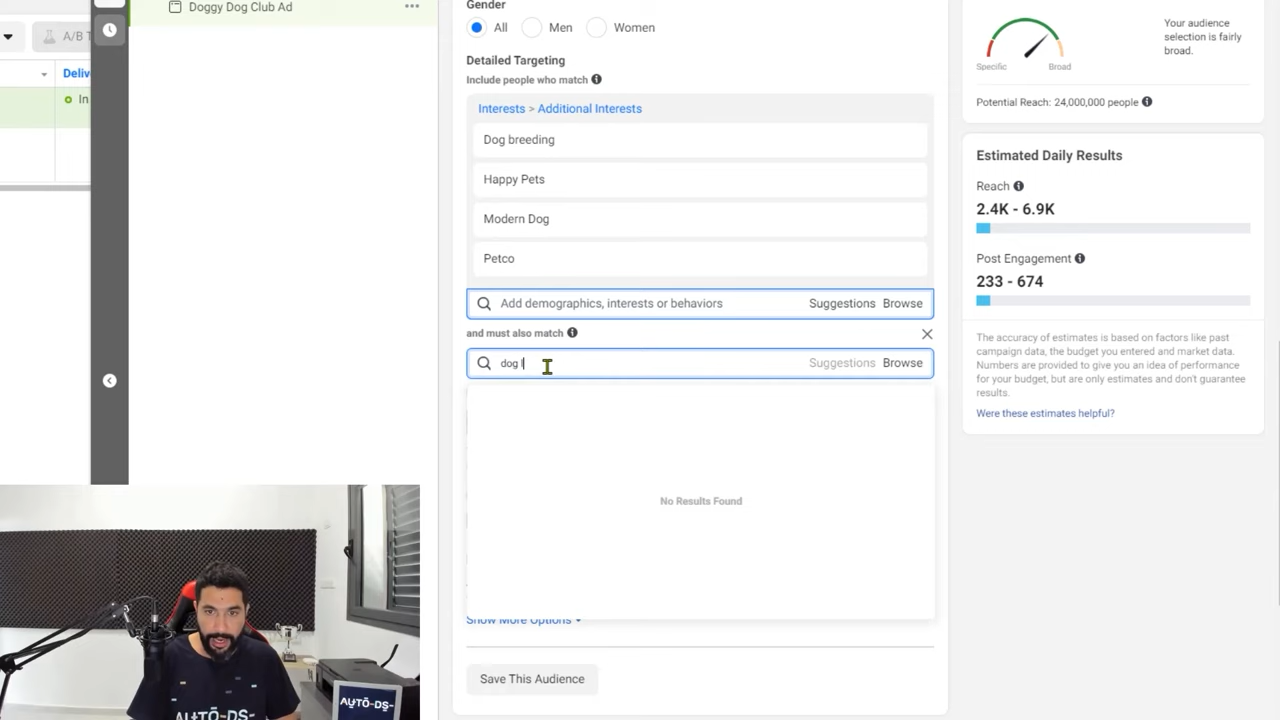 Doggy Dog Club Ad
A/B T
Deliv
In
Gender
All
Men
Women
Detailed Targeting
Include people who match
Interests > Additional Interests
Dog breeding
Happy Pets
Modern Dog
Petco
Add demographics, interests or behaviors
Suggestions
Browse
and must also match
dog l
Suggestions
Browse
No Results Found
Show More Options
Save This Audience
Specific
Broad
Your audience
selection is fairly
broad.
Potential Reach: 24,000,000 people
Estimated Daily Results
Reach
2.4K - 6.9K
Post Engagement
233 - 674
The accuracy of estimates is based on factors like past
campaign data, the budget you entered and market data.
Numbers are provided to give you an idea of performance
for your budget, but are only estimates and don't guarantee
results.
Were these estimates helpful?
AUTO-DS-
AUTO-DS-